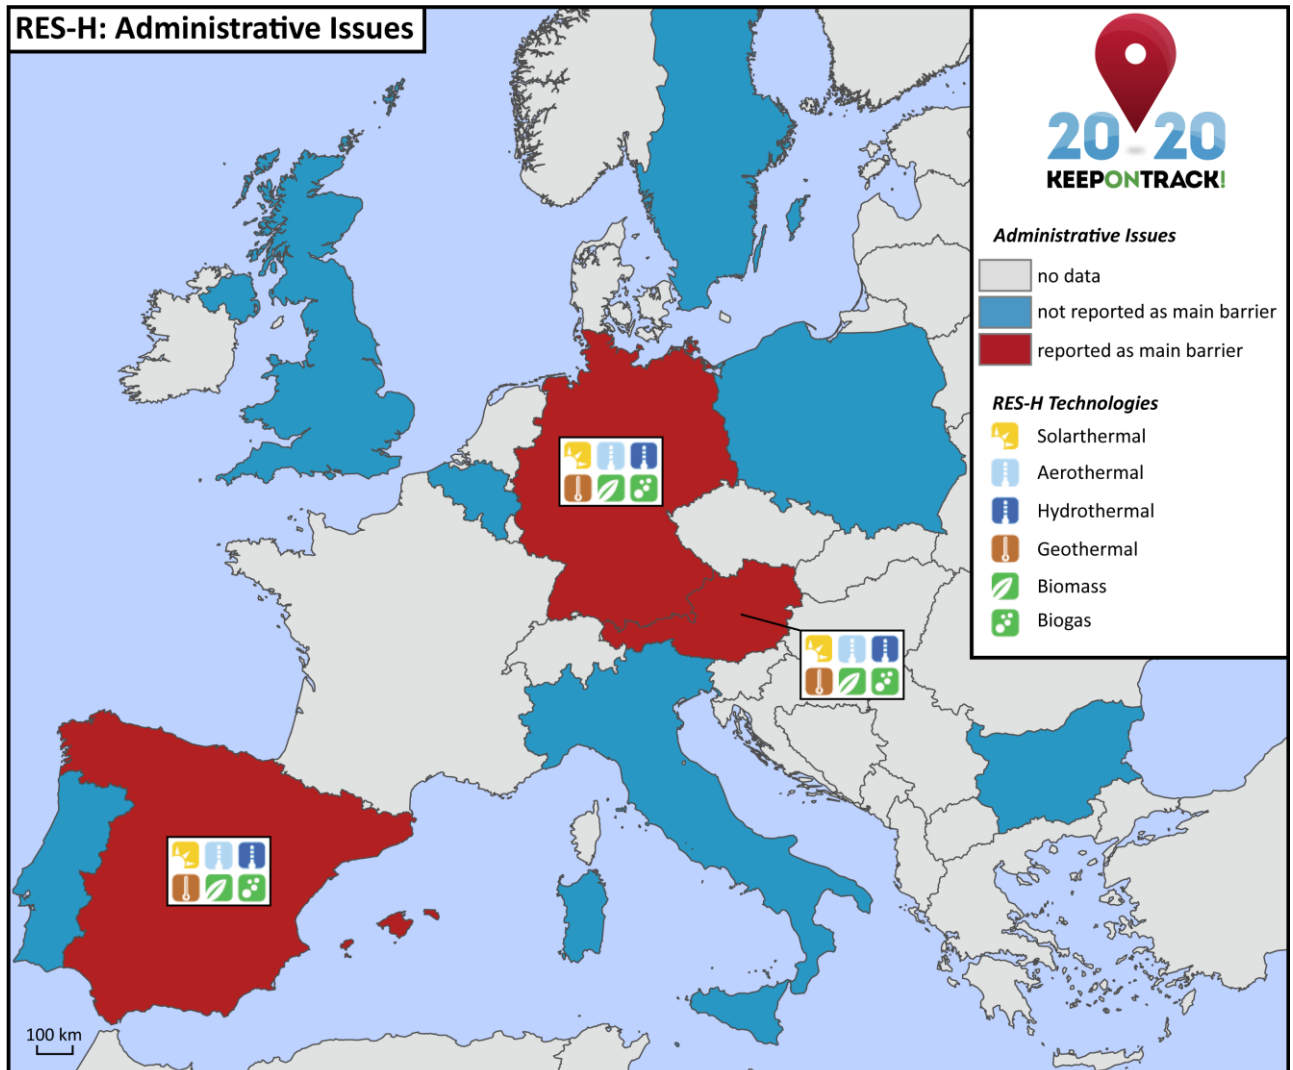 RES-H: Administrative Issues
20 20
KEEPONTRACK!
Administrative Issues
no data
not reported as main barrier
reported as main barrier
RES-H Technologies
Solarthermal
Aerothermal
Hydrothermal
Geothermal
Biomass
Biogas
100 km